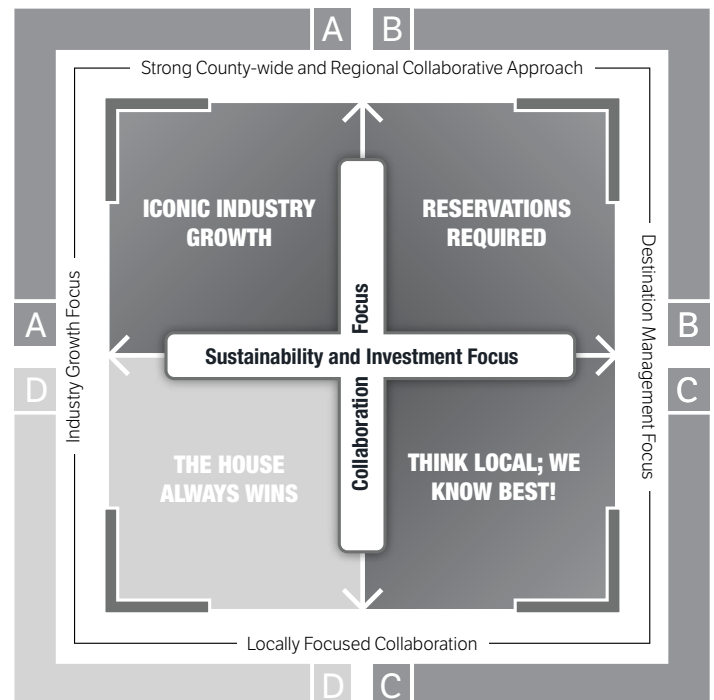 A B
Strong County-wide and Regional Collaborative Approach
ICONIC INDUSTRY
GROWTH
RESERVATIONS
REQUIRED
Industry Growth Focus
Destination Management Focus
A
B
Sustainability and Investment Focus
Collaboration Focus
D
C
THE HOUSE
ALWAYS WINS
THINK LOCAL; WE
KNOW BEST!
Locally Focused Collaboration
D C